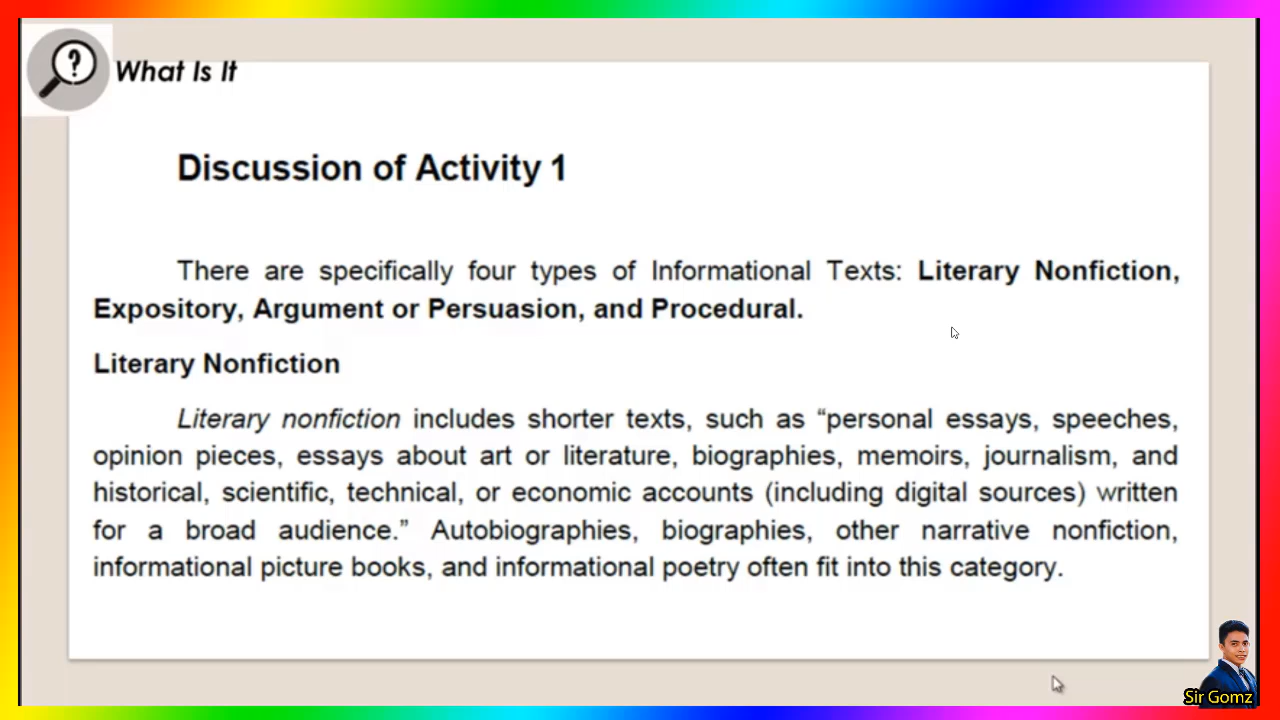 What Is It
Discussion of Activity 1
There are specifically four types of Informational Texts: Literary Nonfiction,
Expository, Argument or Persuasion, and Procedural.
Literary Nonfiction
Literary nonfiction includes shorter texts, such as “personal essays, speeches,
opinion pieces, essays about art or literature, biographies, memoirs, journalism, and
historical, scientific, technical, or economic accounts (including digital sources) written
for a broad audience.” Autobiographies, biographies, other narrative nonfiction,
informational picture books, and informational poetry often fit into this category.
Sir Gomz